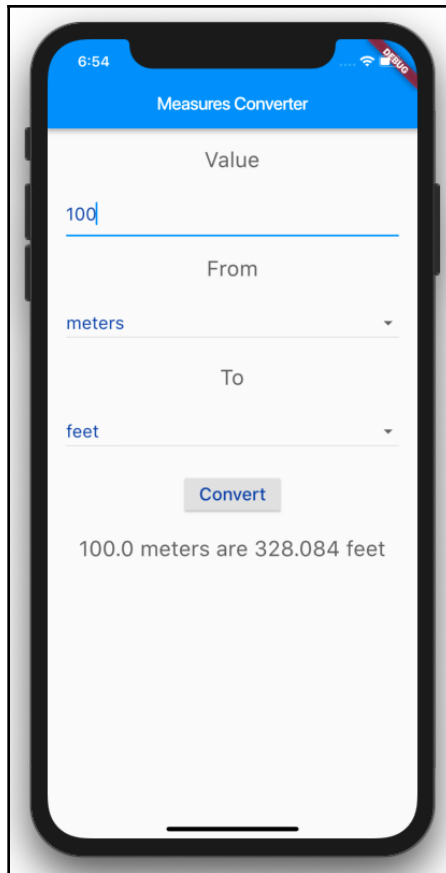 6:54
DEBUG
Measures Converter
Value
100
From
meters
To
feet
Convert
100.0 meters are 328.084 feet